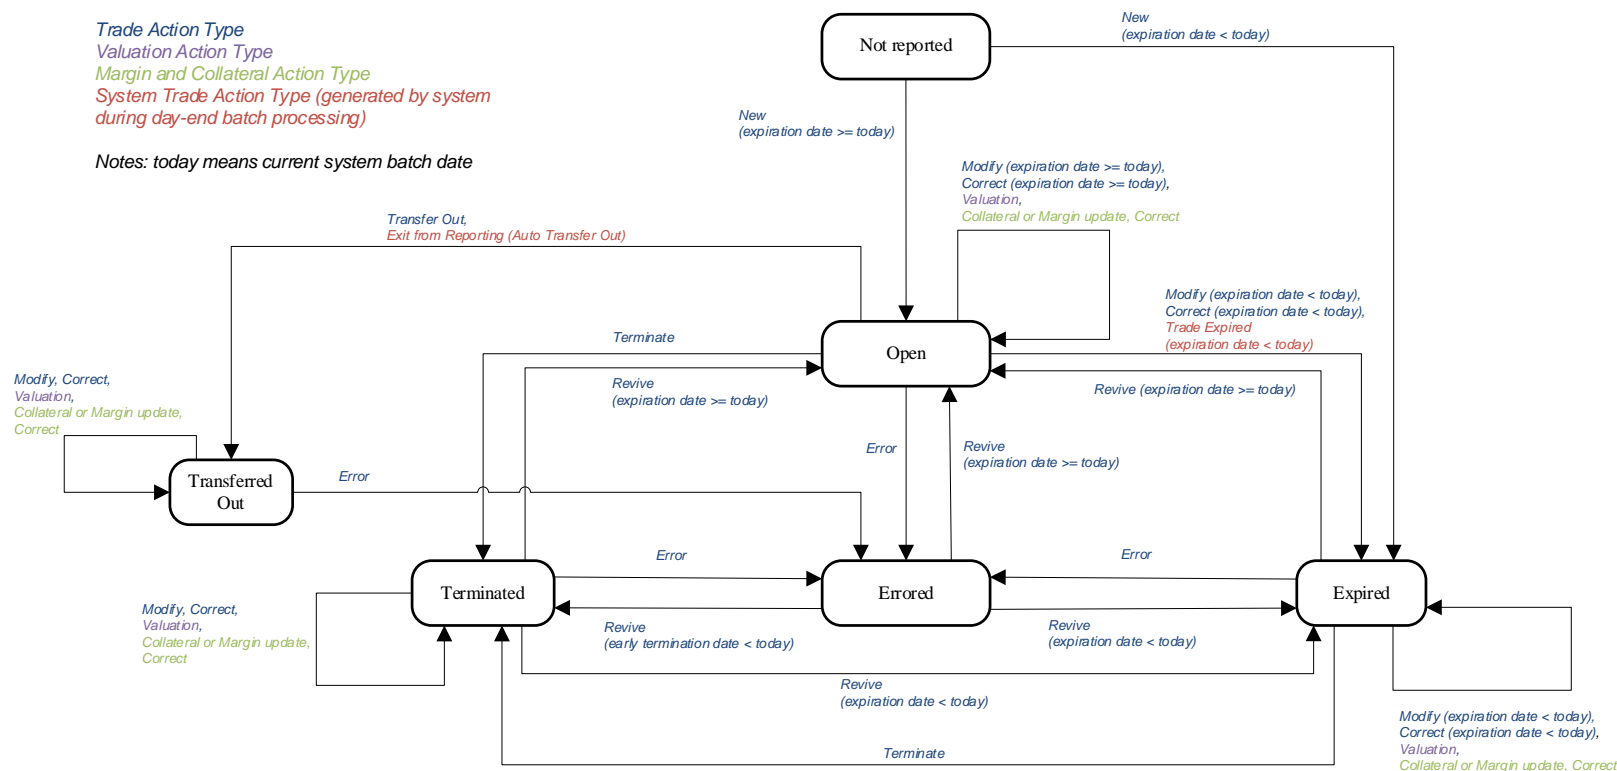 Trade Action Type
Valuation Action Type
Margin and Collateral Action Type
System Trade Action Type (generated by system
during day-end batch processing)
Notes: today means current system batch date
Not reported
New
(expiration date < today)
New
(expiration date >= today)
Modify (expiration date >= today),
Correct (expiration date >= today),
Valuation,
Collateral or Margin update, Correct
Transfer Out,
Exit from Reporting (Auto Transfer Out)
Modify (expiration date < today),
Correct (expiration date < today),
Trade Expired
(expiration date < today)
Terminate
Open
Modify, Correct,
Valuation,
Collateral or Margin update,
Correct
Revive
(expiration date >= today)
Revive (expiration date >= today)
Error
Revive
(expiration date >= today)
Transferred
Out
Error
Error
Error
Terminated
Errored
Expired
Modify, Correct,
Valuation,
Collateral or Margin update,
Correct
Revive
(early termination date < today)
Revive
(expiration date < today)
Revive
(expiration date < today)
Modify (expiration date < today),
Correct (expiration date < today),
Valuation,
Collateral or Margin update, Correct
Terminate